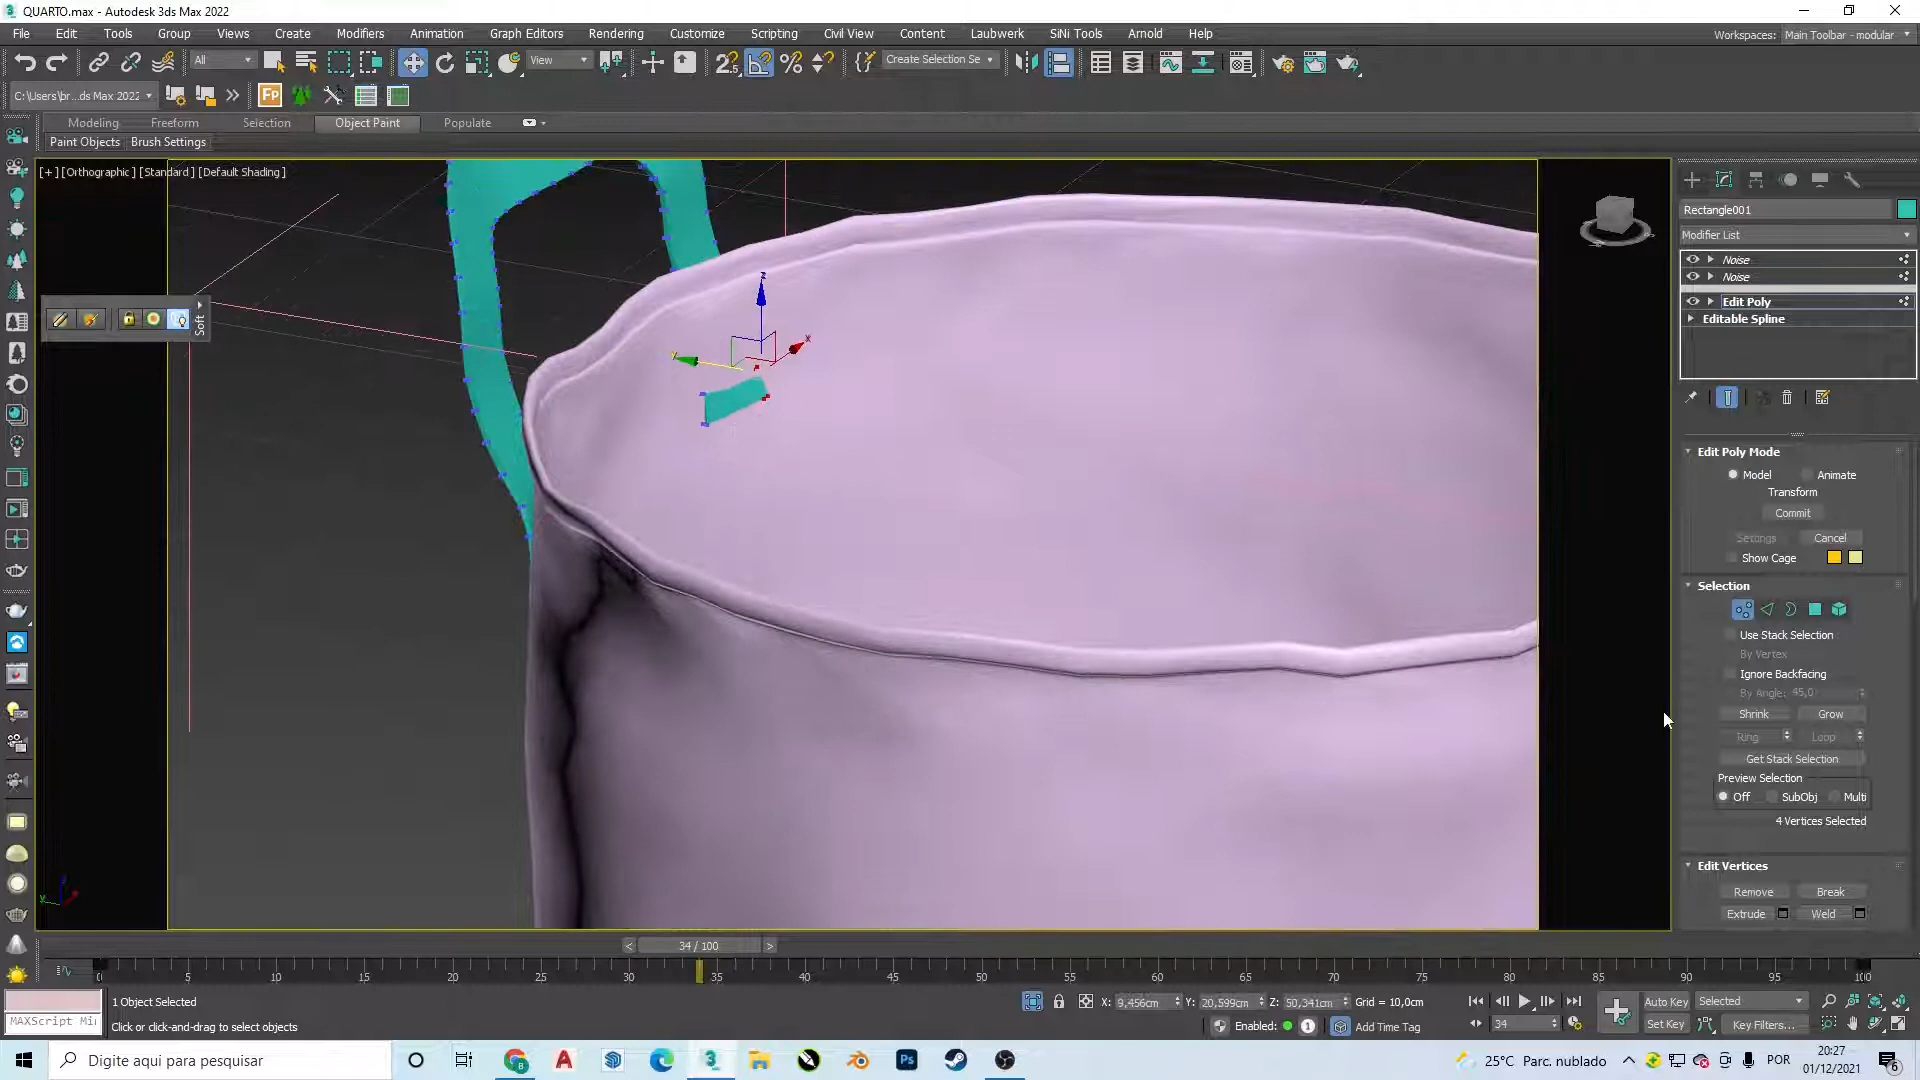 QUARTO.max - Autodesk 3ds Max 2022
File Edit Tools Group Views Create Modifiers Animation Graph Editors Rendering Customize Scripting Civil View Content Laubwerk SiNi Tools Arnold Help
Workspaces: Main Toolbar - modular
All View Create Selection Se
C:\Users\br...ds Max 2022
Modeling Freeform Selection Object Paint Populate
Paint Objects Brush Settings
[+] [Orthographic] [Standard] [Default Shading]
Rectangle001
Modifier List
Noise
Noise
Edit Poly
Editable Spline
Soft
Edit Poly Mode
Model Animate
Transform
Commit
Settings Cancel
Show Cage
Selection
Use Stack Selection
By Vertex
Ignore Backfacing
By Angle: 45,0
Shrink Grow
Ring Loop
Get Stack Selection
Preview Selection
Off SubObj Multi
4 Vertices Selected
Edit Vertices
Remove Break
Extrude Weld
< 34 / 100 >
0 5 10 15 20 25 30 35 40 45 50 55 60 65 70 75 80 85 90 95 100
1 Object Selected
X: 9,456cm Y: 20,599cm Z: 50,341cm Grid = 10,0cm
Auto Key Selected
MAXScript Mi
Click or click-and-drag to select objects
Enabled: 1 Add Time Tag
34
Set Key Key Filters...
Digite aqui para pesquisar
25°C Parc. nublado
POR
20:27
01/12/2021
6